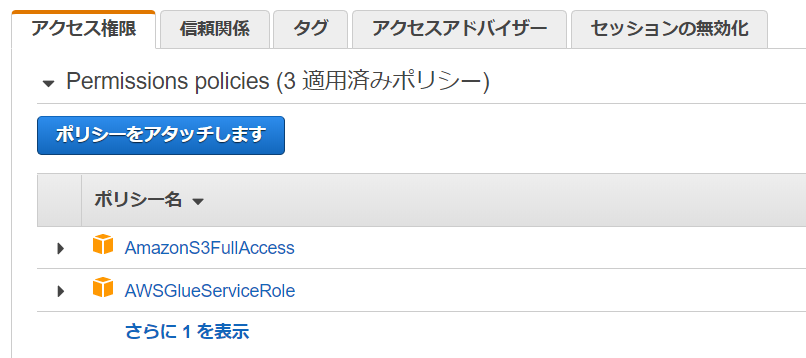 アクセス権限 信頼関係 タグ アクセスアドバイザー セッションの無効化
Permissions policies (3 適用済みポリシー)
ポリシーをアタッチします
ポリシー名
AmazonS3FullAccess
AWSGlueServiceRole
さらに 1 を表示